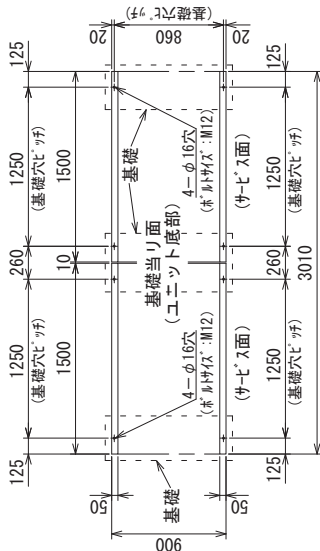 125
1250
(基礎穴ﾋﾟｯﾁ)
1500
260
10
1250
(基礎穴ﾋﾟｯﾁ)
1500
125
20
860
(基礎穴ﾋﾟｯﾁ)
20
50
900
50
基礎
基礎
基礎当リ面
(ユニット底部)
4－φ16穴
(ﾎﾞﾙﾄｻｲｽﾞ:M12)
4－φ16穴
(ﾎﾞﾙﾄｻｲｽﾞ:M12)
(サービス面)
(サービス面)
125
1250
(基礎穴ﾋﾟｯﾁ)
260
1250
(基礎穴ﾋﾟｯﾁ)
125
3010